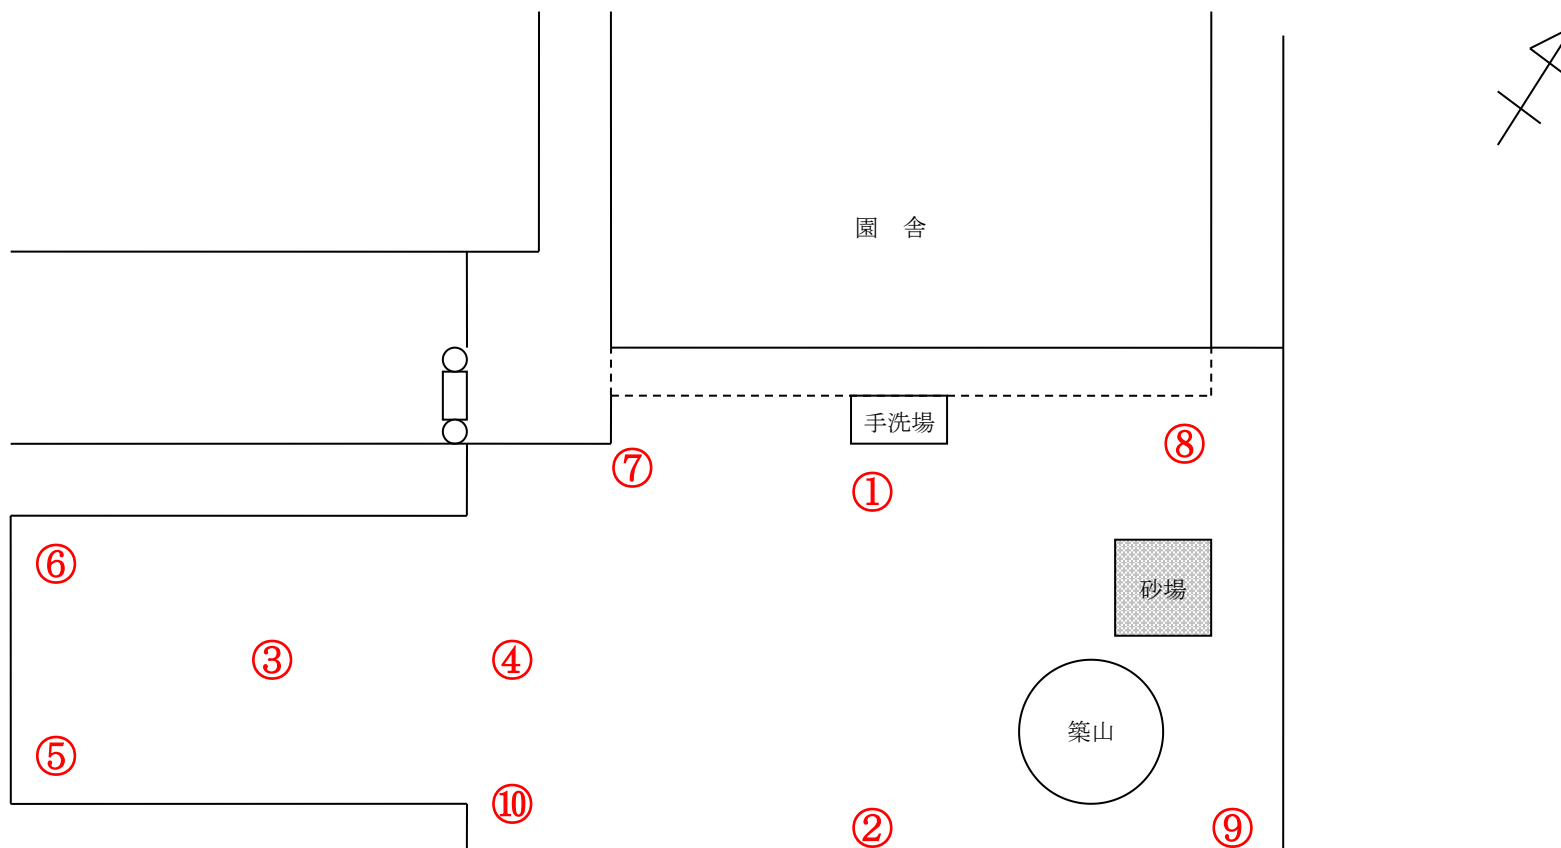 園 舎
手洗場
⑧
⑦
①
⑥
砂場
③
④
築山
⑤
⑩
②
⑨